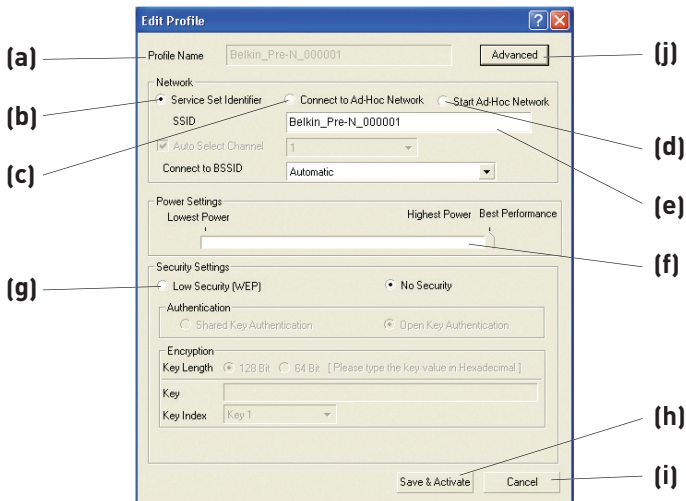 Edit Profile
(a) Profile Name Belkin_Pre-N_000001 Advanced (j)
Network
(b) Service Set Identifier Connect to Ad-Hoc Network Start Ad-Hoc Network
SSID Belkin_Pre-N_000001
(d)
Auto Select Channel 1
(c) Connect to BSSID Automatic
(e)
Power Settings
Lowest Power Highest Power Best Performance
(f)
Security Settings
(g) Low Security (WEP) No Security
Authentication
Shared Key Authentication Open Key Authentication
Encryption
Key Length 128 Bit 64 Bit [ Please type the key value in Hexadecimal ]
Key
Key Index Key 1
(h)
Save & Activate Cancel (i)